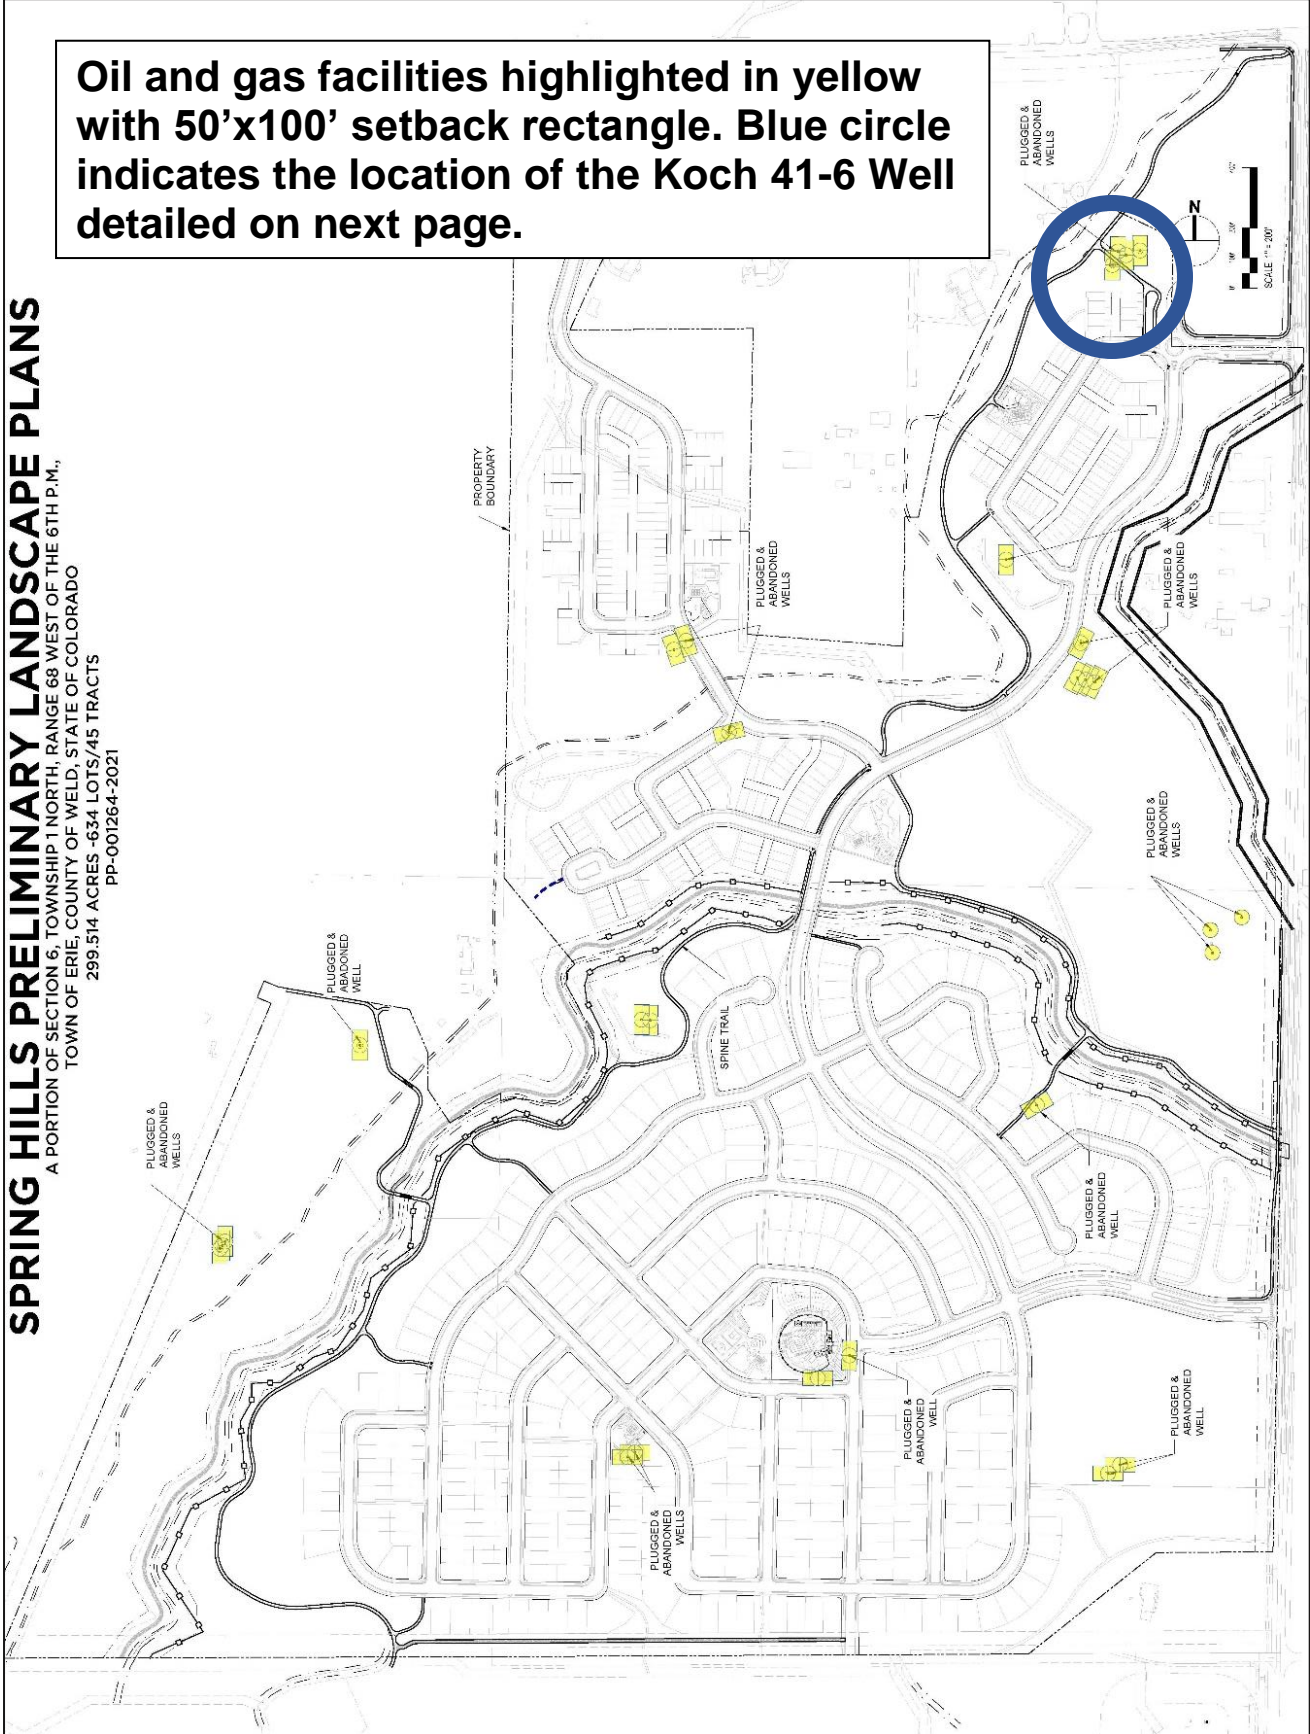 Oil and gas facilities highlighted in yellow
with 50'x100' setback rectangle. Blue circle
indicates the location of the Koch 41-6 Well
detailed on next page.
SPRING HILLS PRELIMINARY LANDSCAPE PLANS
A PORTION OF SECTION 6, TOWNSHIP 1 NORTH, RANGE 68 WEST OF THE 6TH P.M.,
TOWN OF ERIE, COUNTY OF WELD, STATE OF COLORADO
299.514 ACRES -634 LOTS/45 TRACTS
PP-001264-2021
PLUGGED &
ABANDONED
WELLS
N
SCALE 1" = 200'
PROPERTY
BOUNDARY
PLUGGED &
ABANDONED
WELLS
PLUGGED &
ABANDONED
WELLS
PLUGGED &
ABANDONED
WELLS
PLUGGED &
ABADONED
WELL
SPINE TRAIL
PLUGGED &
ABANDONED
WELLS
PLUGGED &
ABANDONED
WELL
PLUGGED &
ABANDONED
WELL
PLUGGED &
ABANDONED
WELL
PLUGGED &
ABANDONED
WELLS